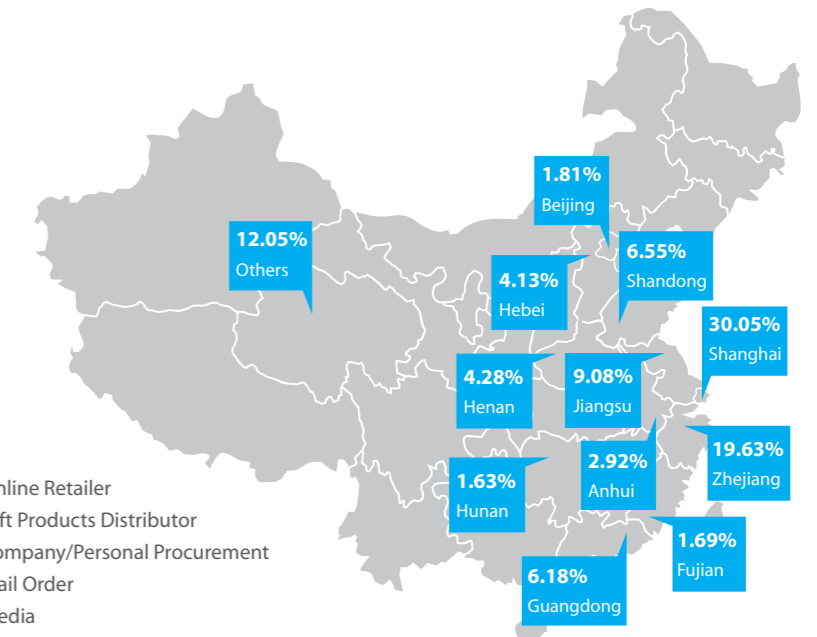 1.81%
Beijing
12.05%
Others
6.55%
Shandong
4.13%
Hebei
30.05%
Shanghai
4.28%
Henan
9.08%
Jiangsu
19.63%
Zhejiang
2.92%
Anhui
1.63%
Hunan
1.69%
Fujian
6.18%
Guangdong
nline Retailer
ft Products Distributor
ompany/Personal Procurement
ail Order
edia